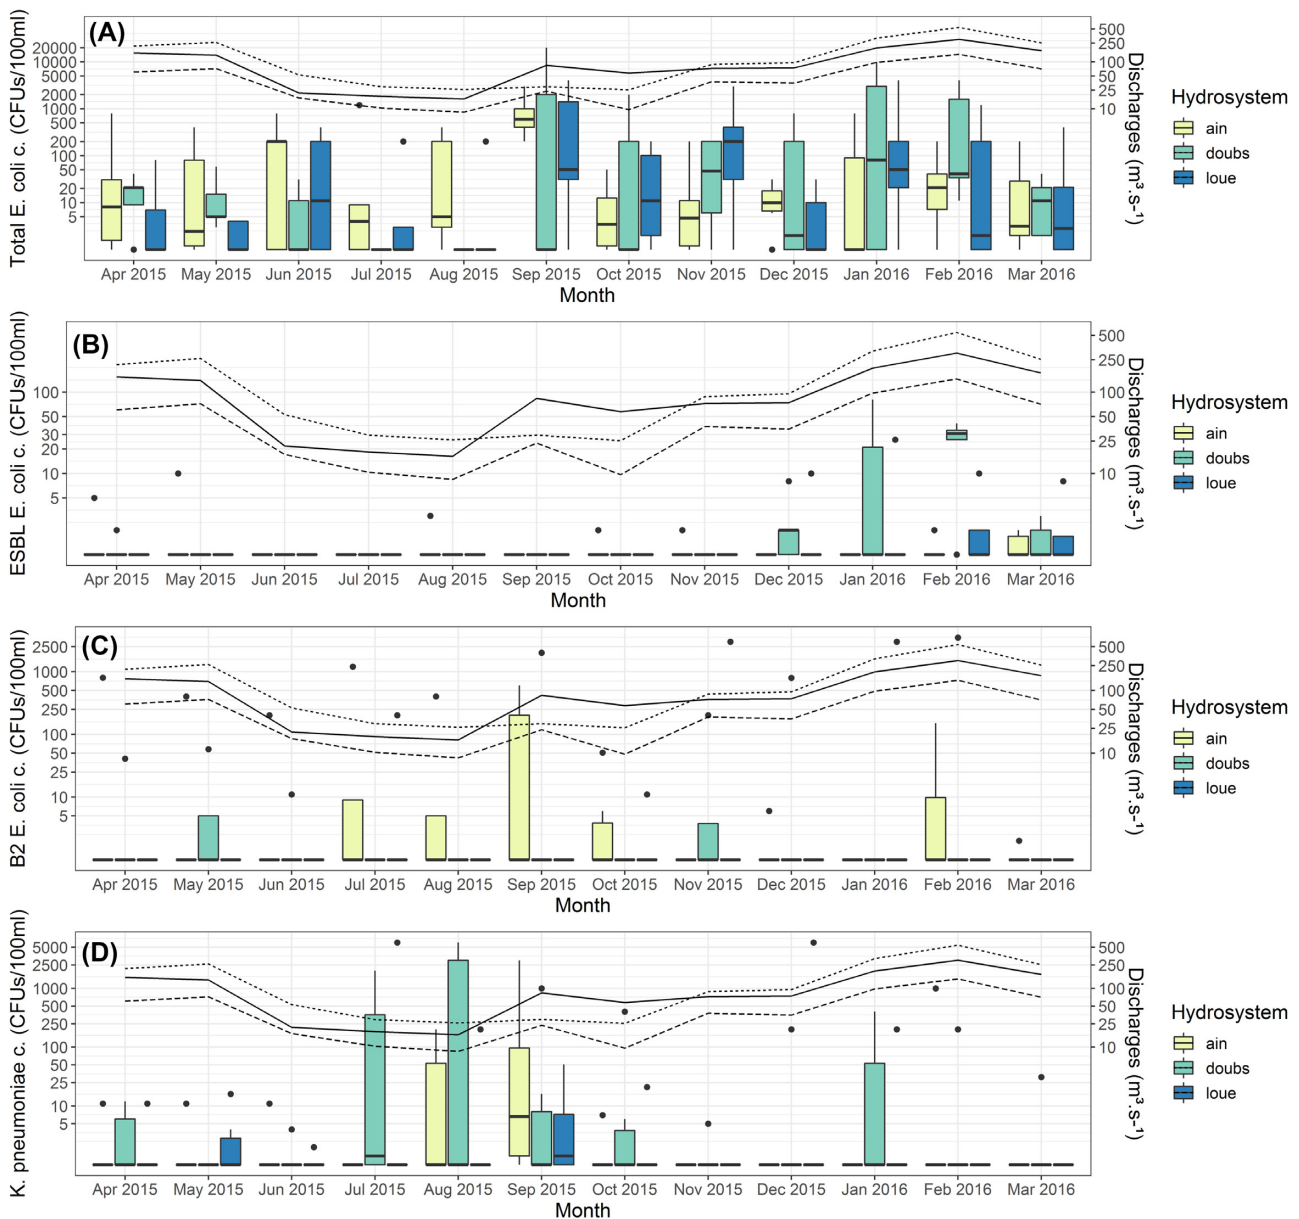 (A)
Total E. coli c. (CFUs/100ml)
20000
10000
5000
2000
1000
500
200
100
50
20
10
5
500
250
100
50
25
10
Discharges (m³.s⁻¹)
Apr 2015 May 2015 Jun 2015 Jul 2015 Aug 2015 Sep 2015 Oct 2015 Nov 2015 Dec 2015 Jan 2016 Feb 2016 Mar 2016
Month
Hydrosystem
ain
doubs
loue
(B)
ESBL E. coli c. (CFUs/100ml)
100
50
30
20
10
5
500
250
100
50
25
10
Discharges (m³.s⁻¹)
Apr 2015 May 2015 Jun 2015 Jul 2015 Aug 2015 Sep 2015 Oct 2015 Nov 2015 Dec 2015 Jan 2016 Feb 2016 Mar 2016
Month
Hydrosystem
ain
doubs
loue
(C)
B2 E. coli c. (CFUs/100ml)
2500
1000
500
250
100
50
25
10
5
500
250
100
50
25
10
Discharges (m³.s⁻¹)
Apr 2015 May 2015 Jun 2015 Jul 2015 Aug 2015 Sep 2015 Oct 2015 Nov 2015 Dec 2015 Jan 2016 Feb 2016 Mar 2016
Month
Hydrosystem
ain
doubs
loue
(D)
K. pneumoniae c. (CFUs/100ml)
5000
2500
1000
500
250
100
50
25
10
5
500
250
100
50
25
10
Discharges (m³.s⁻¹)
Apr 2015 May 2015 Jun 2015 Jul 2015 Aug 2015 Sep 2015 Oct 2015 Nov 2015 Dec 2015 Jan 2016 Feb 2016 Mar 2016
Month
Hydrosystem
ain
doubs
loue